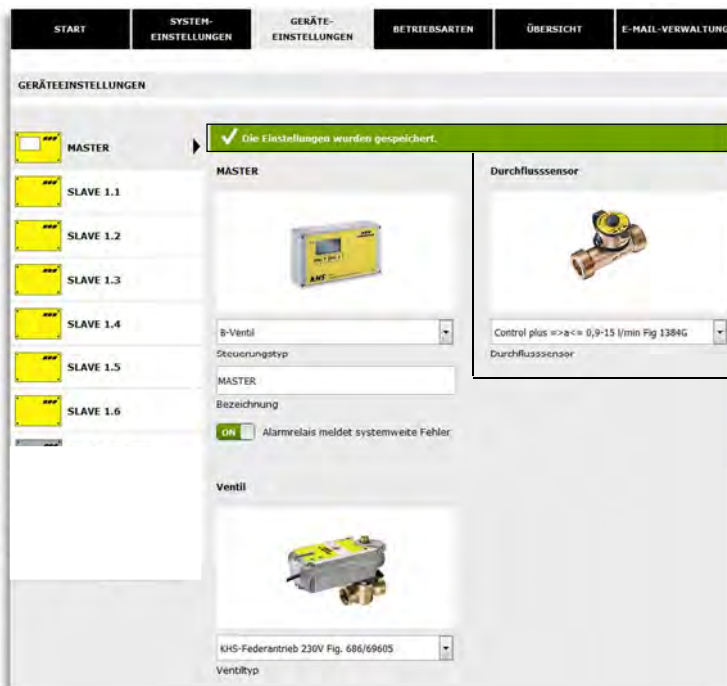 START
SYSTEM-
EINSTELLUNGEN
GERÄTE-
EINSTELLUNGEN
BETRIEBSARTEN
ÜBERSICHT
E-MAIL-VERWALTUNG
GERÄTEEINSTELLUNGEN
MASTER
SLAVE 1.1
SLAVE 1.2
SLAVE 1.3
SLAVE 1.4
SLAVE 1.5
SLAVE 1.6
Die Einstellungen wurden gespeichert.
MASTER
KHS
B-Ventil
Steuerungstyp
MASTER
Bezeichnung
ON Alarmrelais meldet systemweite Fehler
Ventil
KHS-Federantrieb 230V Fig. 686/69605
Ventiltyp
Durchflusssensor
Control plus =>a<= 0,9-15 l/min Fig 1384G
Durchflusssensor